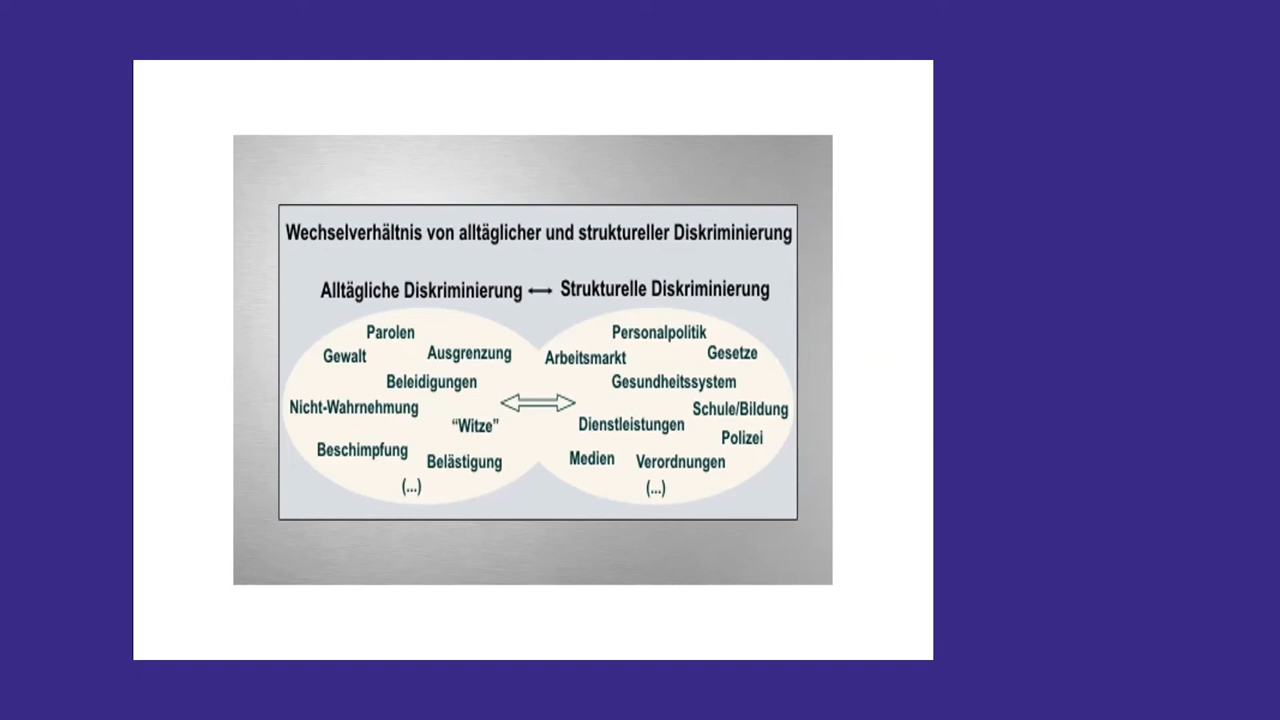 Wechselverhältnis von alltäglicher und struktureller Diskriminierung
Alltägliche Diskriminierung ↔ Strukturelle Diskriminierung
Parolen
Gewalt
Ausgrenzung
Beleidigungen
Nicht-Wahrnehmung
“Witze”
Beschimpfung
Belästigung
(...)
Personalpolitik
Arbeitsmarkt
Gesetze
Gesundheitssystem
Schule/Bildung
Dienstleistungen
Polizei
Medien
Verordnungen
(...)